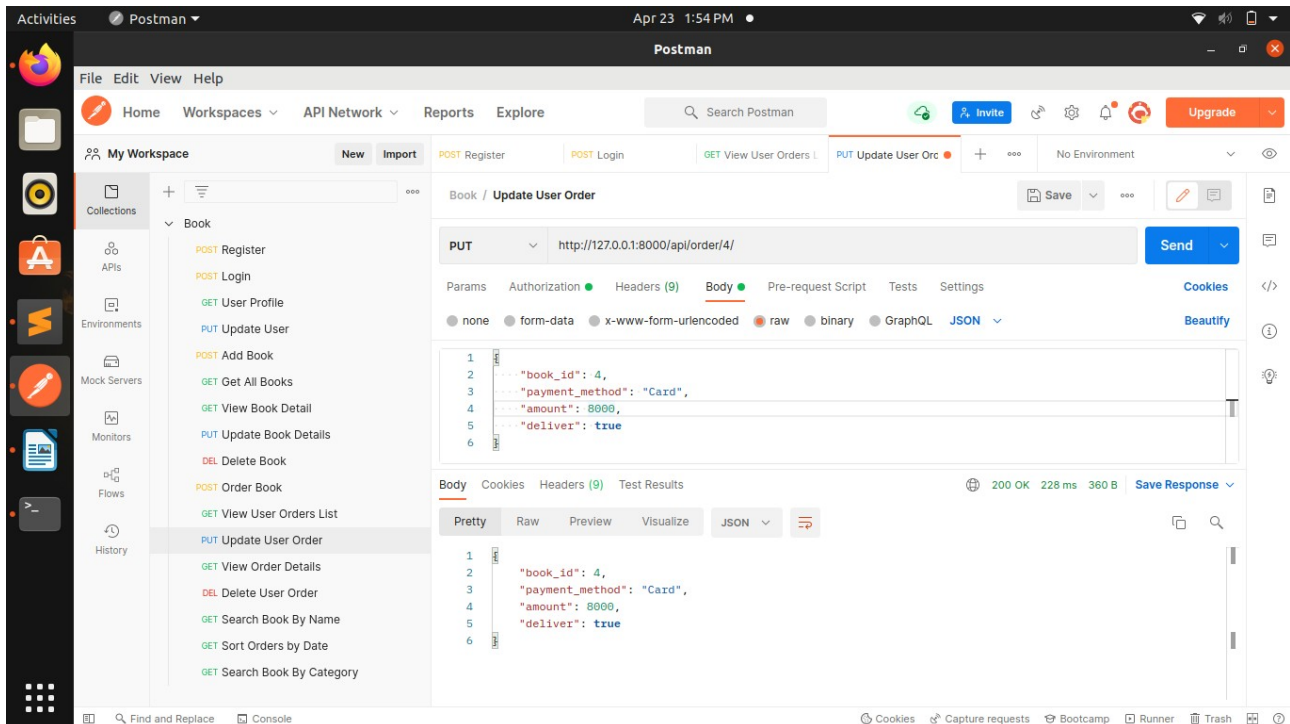 Activities Postman Apr 23 1:54 PM
Postman
File Edit View Help
Home Workspaces API Network Reports Explore Search Postman Invite Upgrade
My Workspace New Import POST Register POST Login GET View User Orders L PUT Update User Orc No Environment
Collections
APIs
Environments
Mock Servers
Monitors
Flows
History
Book
POST Register
POST Login
GET User Profile
PUT Update User
POST Add Book
GET Get All Books
GET View Book Detail
PUT Update Book Details
DEL Delete Book
POST Order Book
GET View User Orders List
PUT Update User Order
GET View Order Details
DEL Delete User Order
GET Search Book By Name
GET Sort Orders by Date
GET Search Book By Category
Book / Update User Order Save
PUT http://127.0.0.1:8000/api/order/4/ Send
Params Authorization Headers (9) Body Pre-request Script Tests Settings Cookies
none form-data x-www-form-urlencoded raw binary GraphQL JSON Beautify
1 {
2 "book_id": 4,
3 "payment_method": "Card",
4 "amount": 8000,
5 "deliver": true
6 }
Body Cookies Headers (9) Test Results 200 OK 228 ms 360 B Save Response
Pretty Raw Preview Visualize JSON
1 {
2 "book_id": 4,
3 "payment_method": "Card",
4 "amount": 8000,
5 "deliver": true
6 }
Find and Replace Console Cookies Capture requests Bootcamp Runner Trash